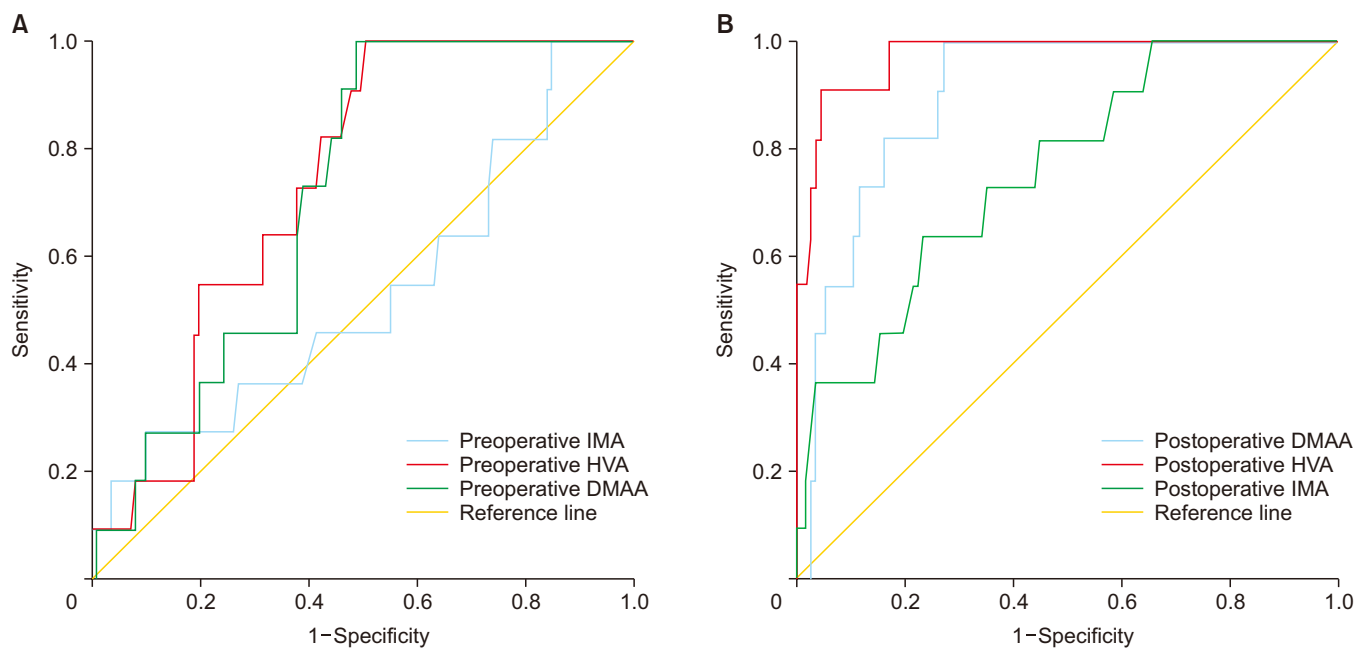 A
1.0
0.8
0.6
0.4
0.2
0
0.2
0.4
0.6
0.8
1.0
Sensitivity
1−Specificity
Preoperative IMA
Preoperative HVA
Preoperative DMAA
Reference line
B
1.0
0.8
0.6
0.4
0.2
0
0.2
0.4
0.6
0.8
1.0
Sensitivity
1−Specificity
Postoperative DMAA
Postoperative HVA
Postoperative IMA
Reference line